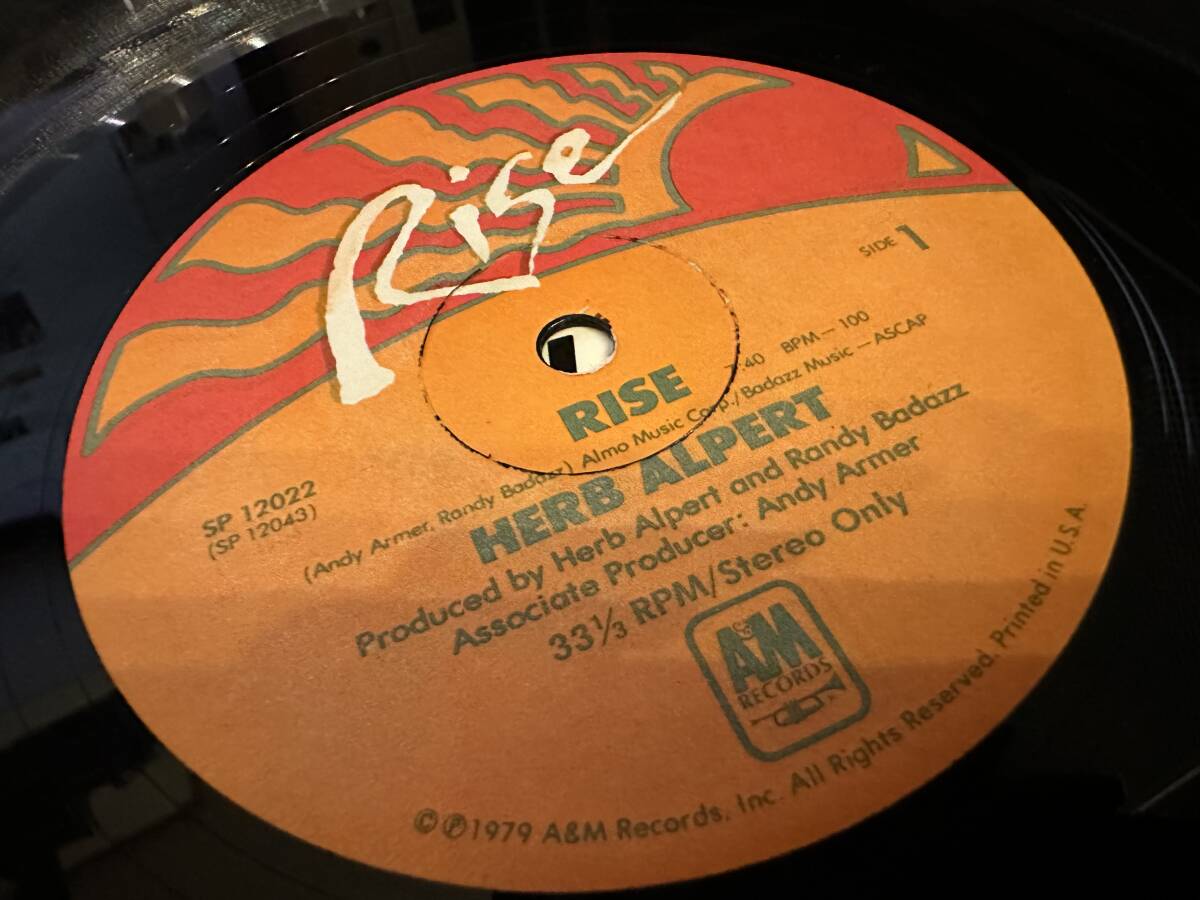 Rise
SIDE 1
RISE
:40 BPM—100
(Andy Armer, Randy Badazz) Almo Music Corp./Badazz Music—ASCAP
HERB ALPERT
Produced by Herb Alpert and Randy Badazz
Associate Producer: Andy Armer
33⅓ RPM/Stereo Only
SP 12022
(SP 12043)
A&M
RECORDS
©℗1979 A&M Records, Inc. All Rights Reserved. Printed in U.S.A.